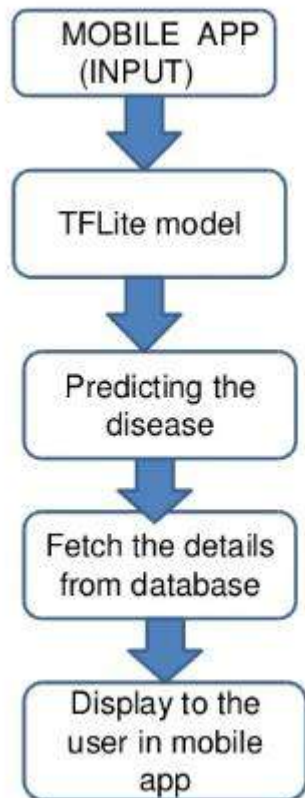 MOBILE APP
(INPUT)
TFLite model
Predicting the
disease
Fetch the details
from database
Display to the
user in mobile
app